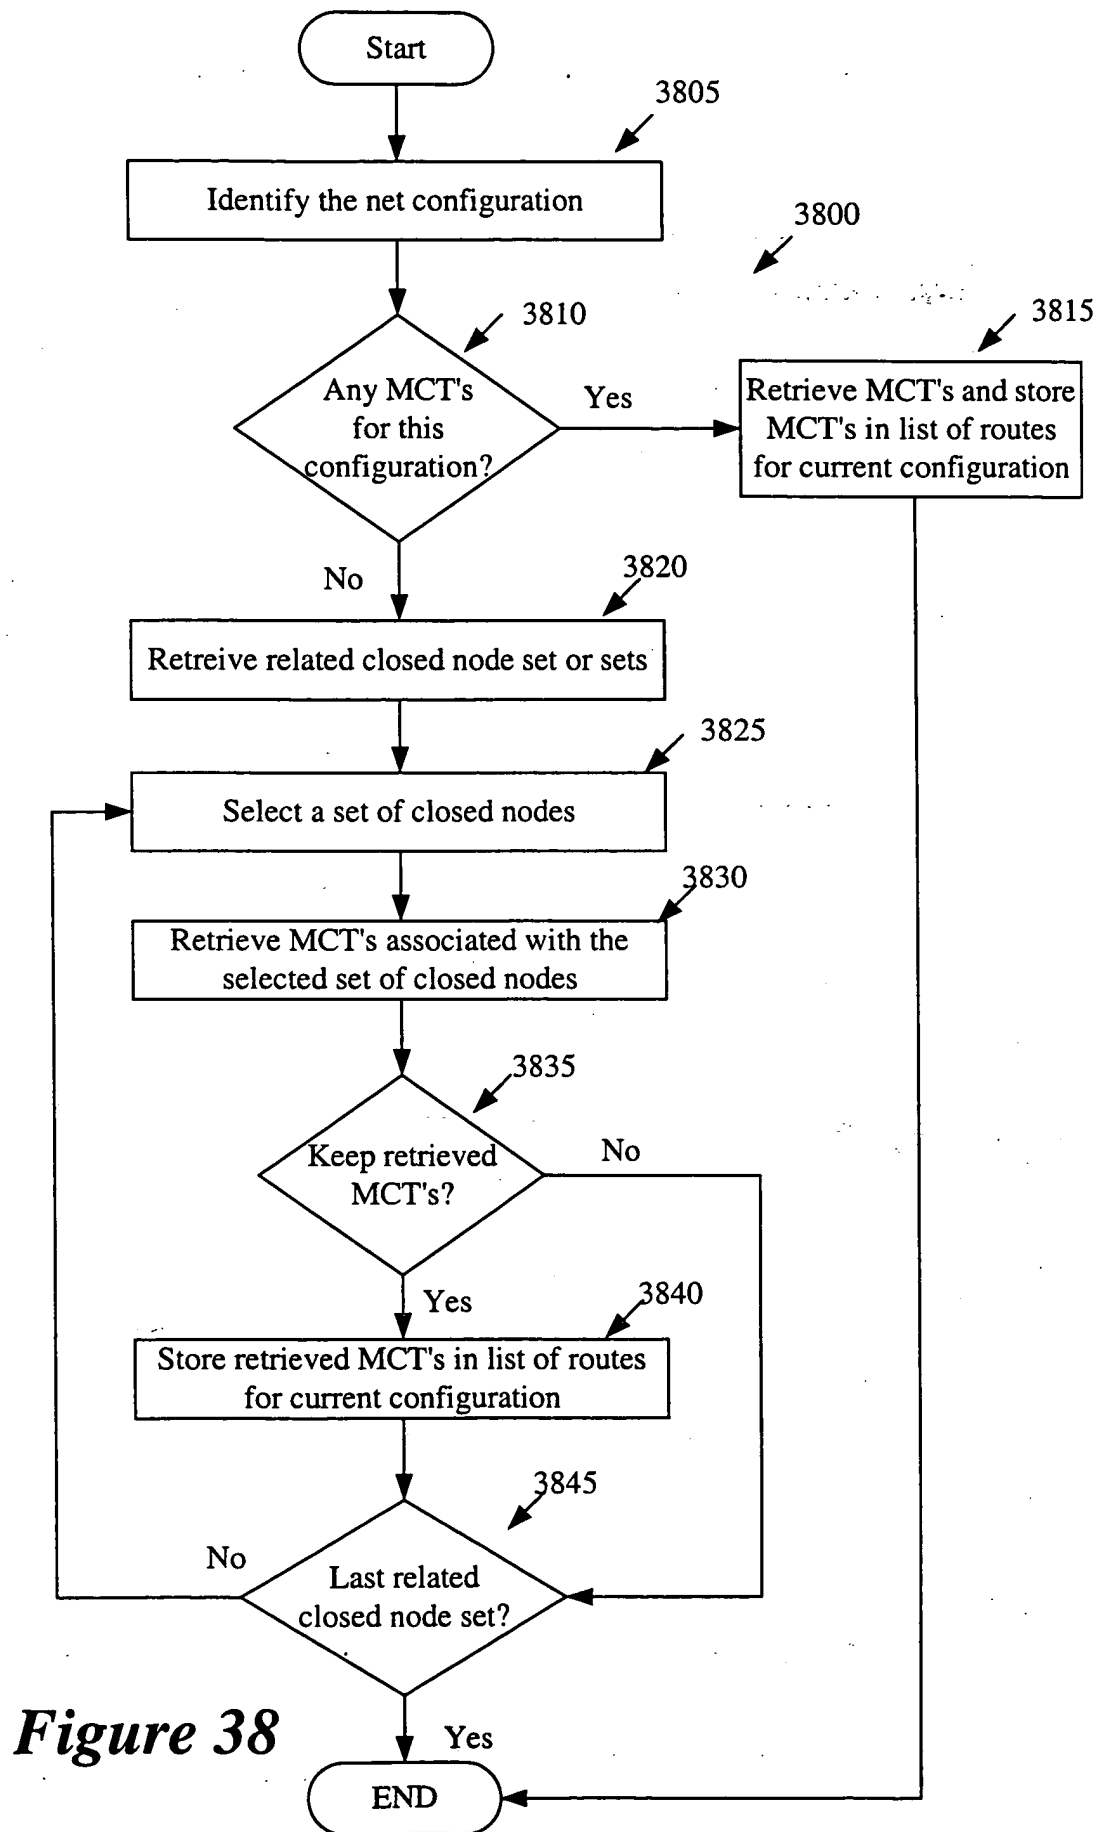 Start
3805
Identify the net configuration
3800
3810
3815
Any MCT's
for this
configuration?
Yes
Retrieve MCT's and store
MCT's in list of routes
for current configuration
No
3820
Retreive related closed node set or sets
3825
Select a set of closed nodes
3830
Retrieve MCT's associated with the
selected set of closed nodes
3835
Keep retrieved
MCT's?
No
Yes
3840
Store retrieved MCT's in list of routes
for current configuration
3845
No
Last related
closed node set?
Figure 38
Yes
END